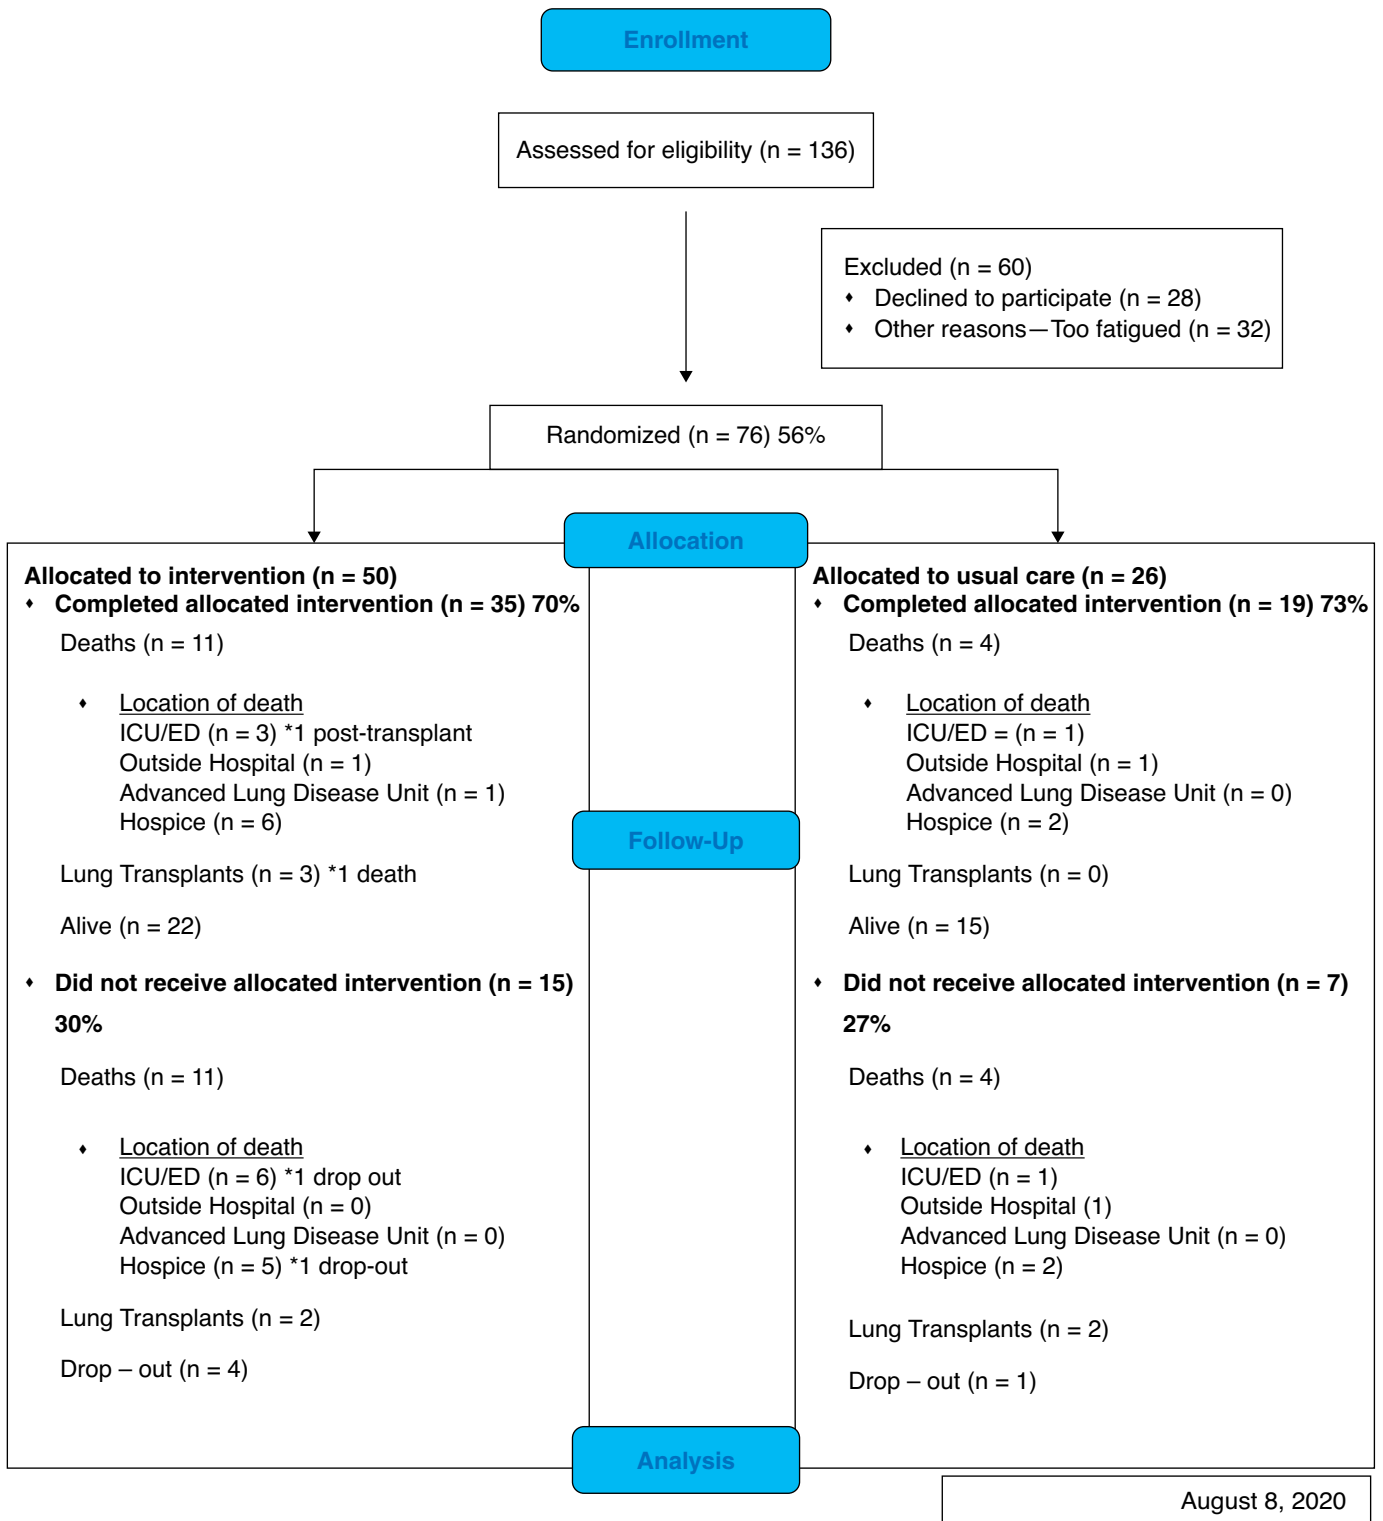 Enrollment
Assessed for eligibility (n = 136)
Excluded (n = 60)
♦ Declined to participate (n = 28)
♦ Other reasons—Too fatigued (n = 32)
Randomized (n = 76) 56%
Allocation
Allocated to intervention (n = 50)
♦ Completed allocated intervention (n = 35) 70%
Deaths (n = 11)
♦ Location of death
ICU/ED (n = 3) *1 post-transplant
Outside Hospital (n = 1)
Advanced Lung Disease Unit (n = 1)
Hospice (n = 6)
Lung Transplants (n = 3) *1 death
Alive (n = 22)
♦ Did not receive allocated intervention (n = 15)
30%
Deaths (n = 11)
♦ Location of death
ICU/ED (n = 6) *1 drop out
Outside Hospital (n = 0)
Advanced Lung Disease Unit (n = 0)
Hospice (n = 5) *1 drop-out
Lung Transplants (n = 2)
Drop – out (n = 4)
Allocated to usual care (n = 26)
♦ Completed allocated intervention (n = 19) 73%
Deaths (n = 4)
♦ Location of death
ICU/ED = (n = 1)
Outside Hospital (n = 1)
Advanced Lung Disease Unit (n = 0)
Hospice (n = 2)
Lung Transplants (n = 0)
Alive (n = 15)
♦ Did not receive allocated intervention (n = 7)
27%
Deaths (n = 4)
♦ Location of death
ICU/ED (n = 1)
Outside Hospital (1)
Advanced Lung Disease Unit (n = 0)
Hospice (n = 2)
Lung Transplants (n = 2)
Drop – out (n = 1)
Follow-Up
Analysis
August 8, 2020